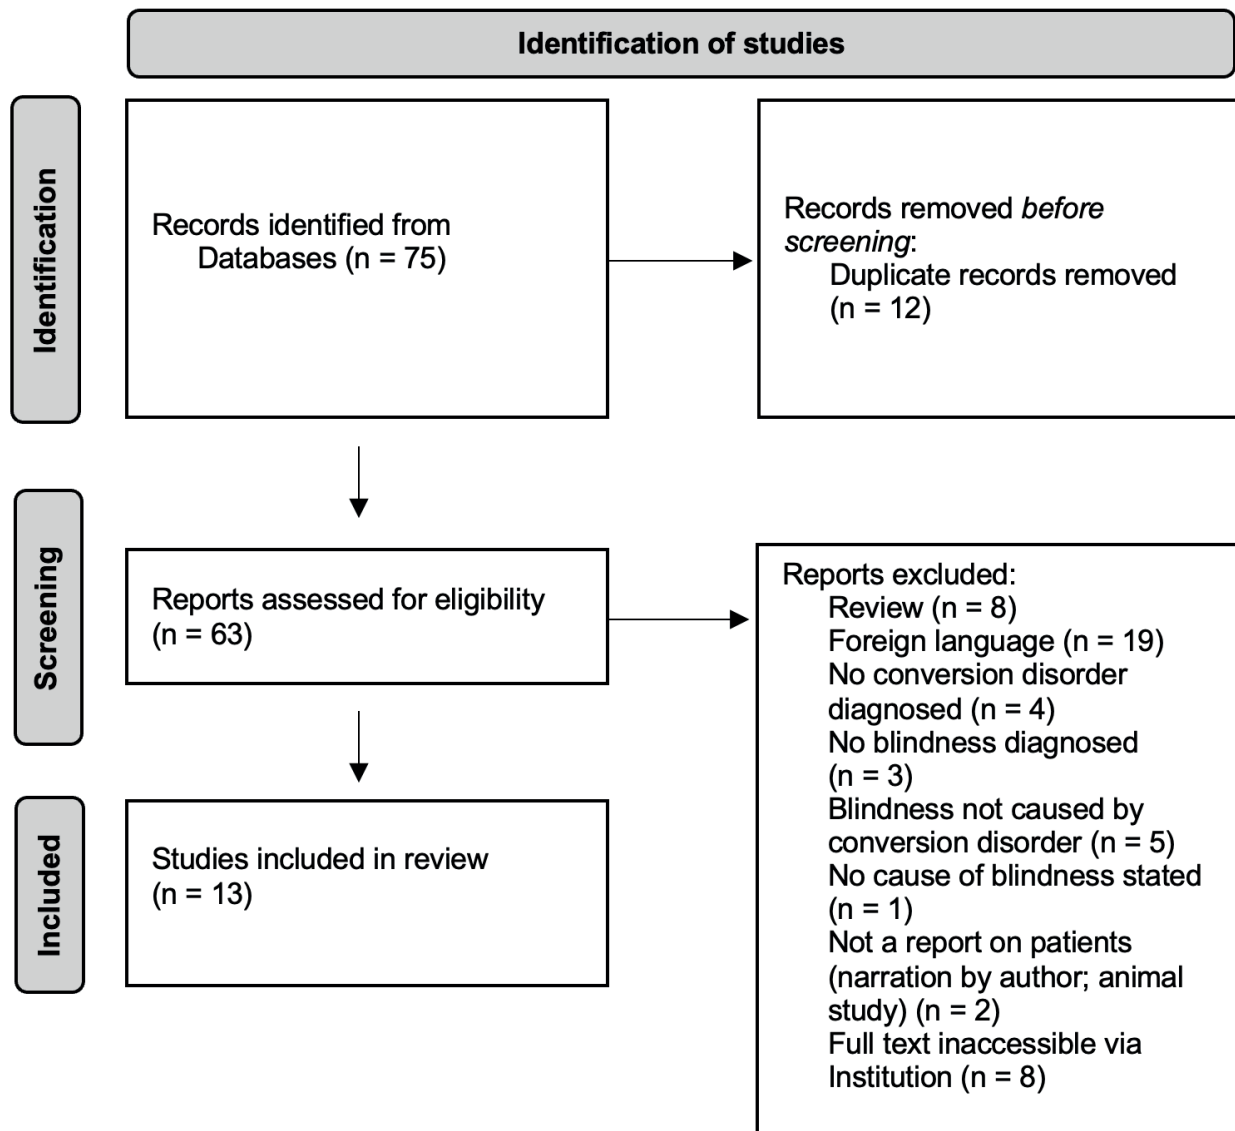 Identification of studies
Identification
Records identified from
Databases (n = 75)
Records removed before
screening:
Duplicate records removed
(n = 12)
Screening
Reports assessed for eligibility
(n = 63)
Reports excluded:
Review (n = 8)
Foreign language (n = 19)
No conversion disorder
diagnosed (n = 4)
No blindness diagnosed
(n = 3)
Blindness not caused by
conversion disorder (n = 5)
No cause of blindness stated
(n = 1)
Not a report on patients
(narration by author; animal
study) (n = 2)
Full text inaccessible via
Institution (n = 8)
Included
Studies included in review
(n = 13)